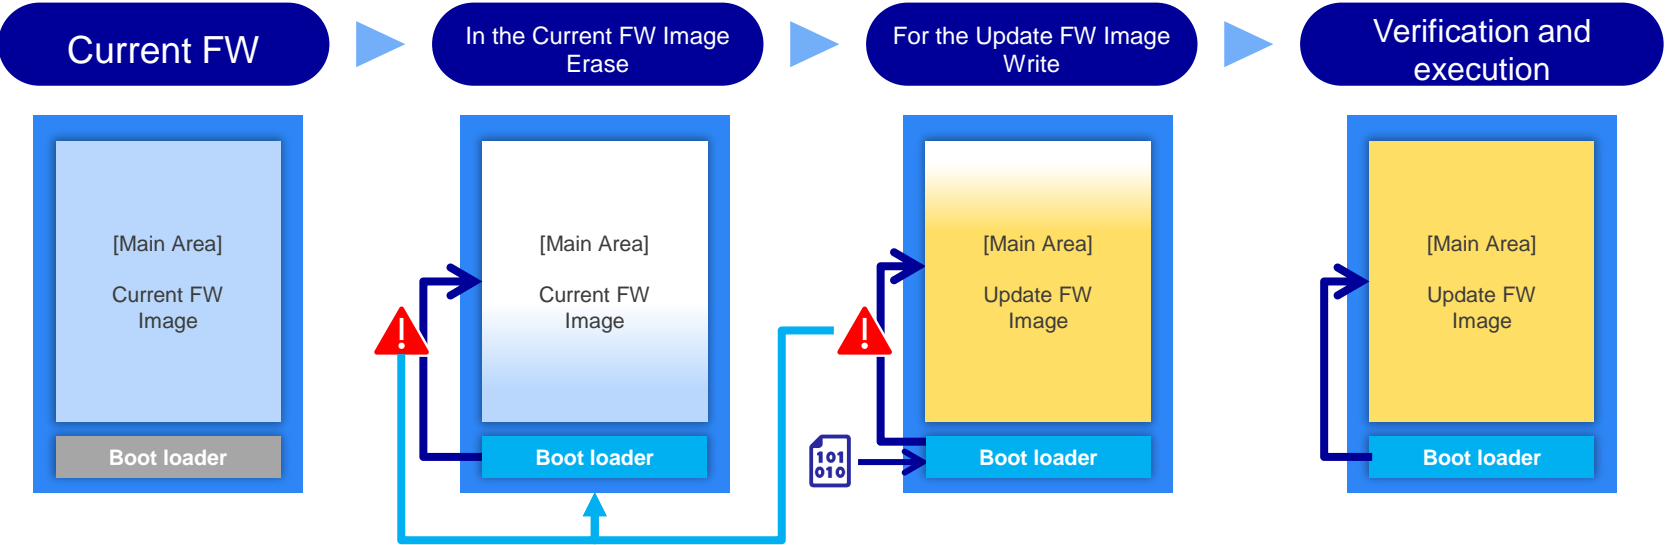 Current FW
In the Current FW Image
Erase
For the Update FW Image
Write
Verification and
execution
[Main Area]
Current FW
Image
Boot loader
[Main Area]
Current FW
Image
Boot loader
101
010
[Main Area]
Update FW
Image
Boot loader
[Main Area]
Update FW
Image
Boot loader